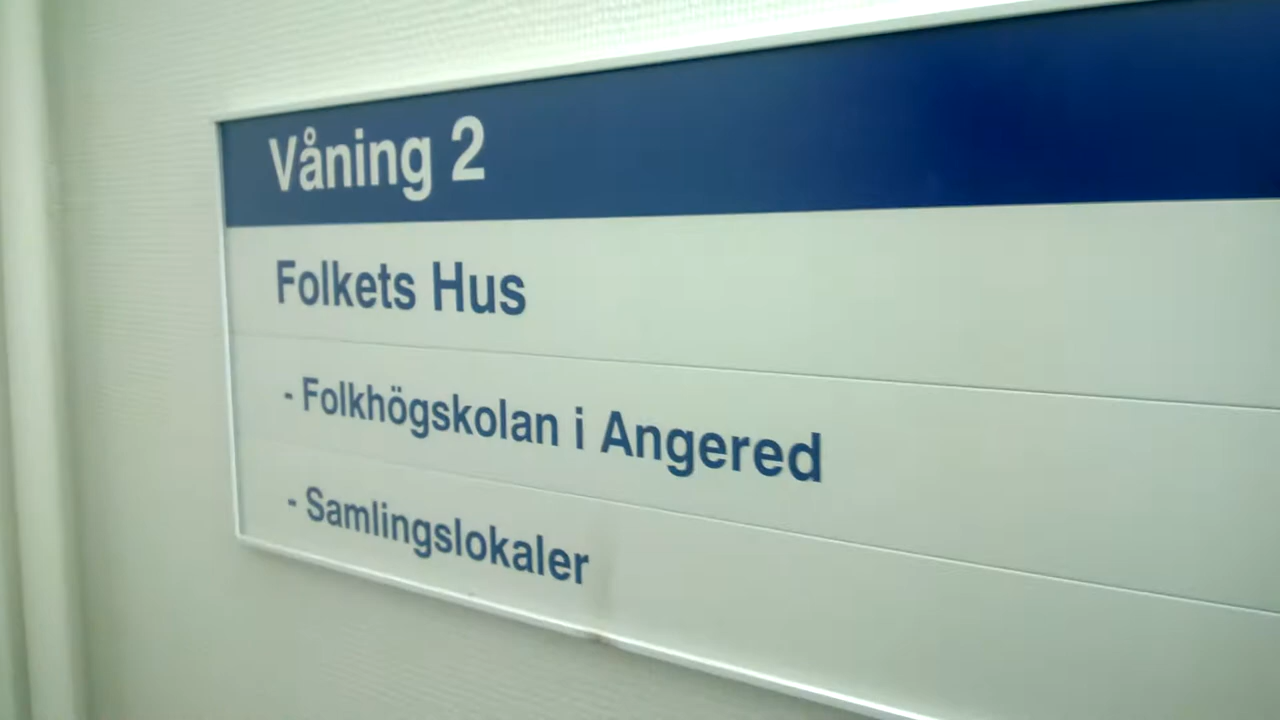 Våning 2
Folkets Hus
- Folkhögskolan i Angered
- Samlingslokaler